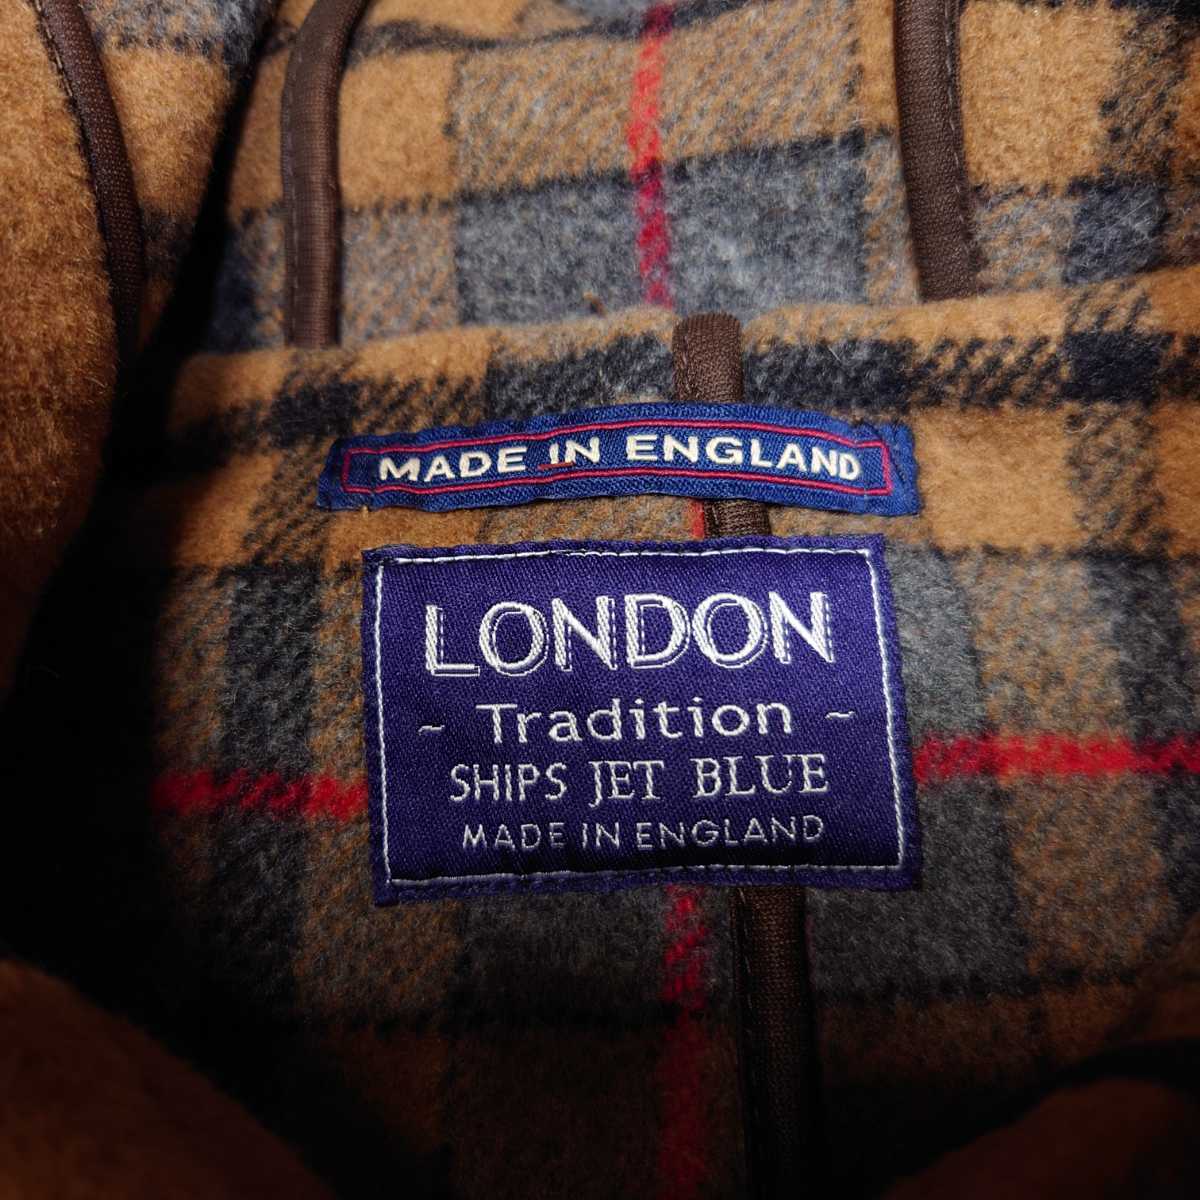 MADE IN ENGLAND
LONDON
~ Tradition ~
SHIPS JET BLUE
MADE IN ENGLAND